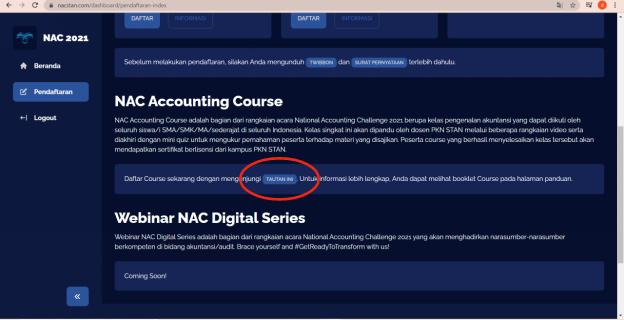 nacstan.com/dashboard/pendaftaran-index
NAC 2021
Beranda
Pendaftaran
Logout
DAFTAR INFORMASI DAFTAR INFORMASI
Sebelum melakukan pendaftaran, silakan Anda mengunduh TWIBBON dan SURAT PERNYATAAN terlebih dahulu.
NAC Accounting Course
NAC Accounting Course adalah bagian dari rangkaian acara National Accounting Challenge 2021 berupa kelas pengenalan akuntansi yang dapat diikuti oleh
seluruh siswa/i SMA/SMK/MA/sederajat di seluruh Indonesia. Kelas singkat ini akan dipandu oleh dosen PKN STAN melalui beberapa rangkaian video serta
diakhiri dengan mini quiz untuk mengukur pemahaman peserta terhadap materi yang disajikan. Peserta course yang berhasil menyelesaikan kelas tersebut akan
mendapatkan sertifikat berlisensi dari kampus PKN STAN.
Daftar Course sekarang dengan mengunjungi TAUTAN INI. Untuk informasi lebih lengkap, Anda dapat melihat booklet Course pada halaman panduan.
Webinar NAC Digital Series
Webinar NAC Digital Series adalah bagian dari rangkaian acara National Accounting Challenge 2021 yang akan menghadirkan narasumber-narasumber
berkompeten di bidang akuntansi/audit. Brace yourself and #GetReadyToTransform with us!
Coming Soon!